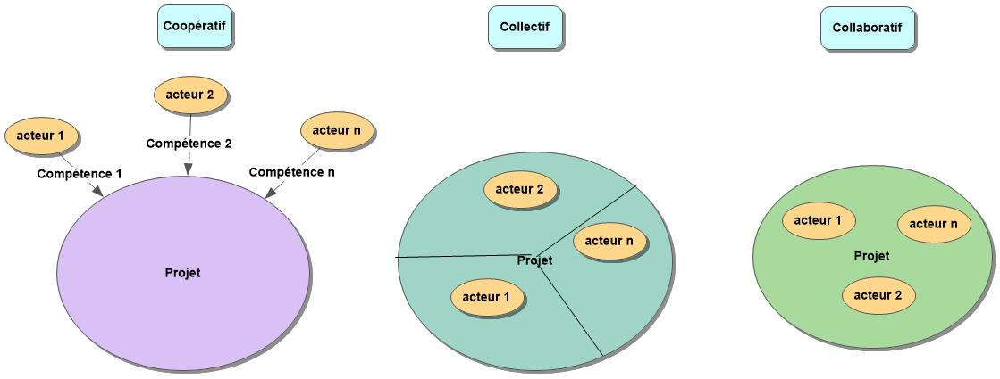 Coopératif
Collectif
Collaboratif
acteur 2
acteur 1
acteur n
Compétence 2
Compétence 1
Compétence n
Projet
acteur 2
acteur n
Projet
acteur 1
acteur 1
acteur n
Projet
acteur 2